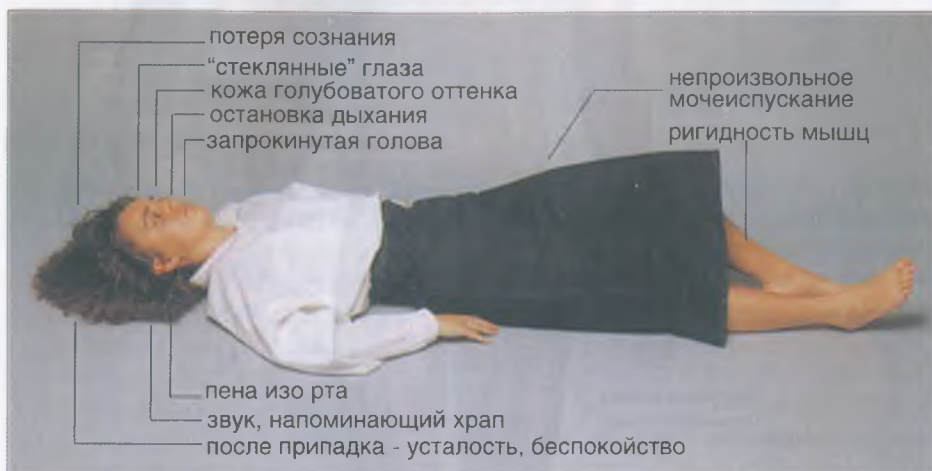 потеря сознания
“стеклянные” глаза
кожа голубоватого оттенка
остановка дыхания
запрокинутая голова
непроизвольное
мочеиспускание
ригидность мышц
пена изо рта
звук, напоминающий храп
после припадка - усталость, беспокойство